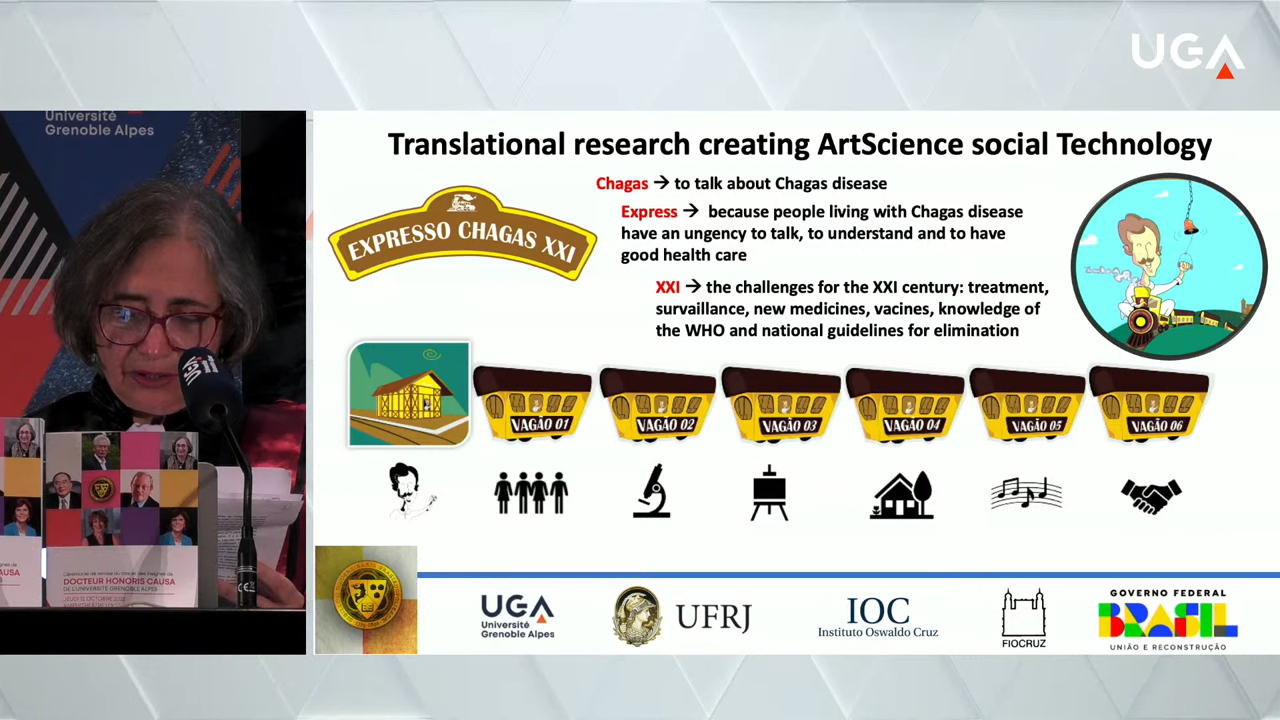 UGA
Université
Grenoble Alpes
Translational research creating ArtScience social Technology
EXPRESSO CHAGAS XXI
Chagas → to talk about Chagas disease
Express → because people living with Chagas disease
have an ungency to talk, to understand and to have
good health care
XXI → the challenges for the XXI century: treatment,
survaillance, new medicines, vacines, knowledge of
the WHO and national guidelines for elimination
VAGÃO 01
VAGÃO 02
VAGÃO 03
VAGÃO 04
VAGÃO 05
VAGÃO 06
DOCTEUR HONORIS CAUSA
DE L'UNIVERSITÉ GRENOBLE ALPES
UGA
Université
Grenoble Alpes
UFRJ
IOC
Instituto Oswaldo Cruz
FIOCRUZ
GOVERNO FEDERAL
BRASIL
UNIÃO E RECONSTRUÇÃO